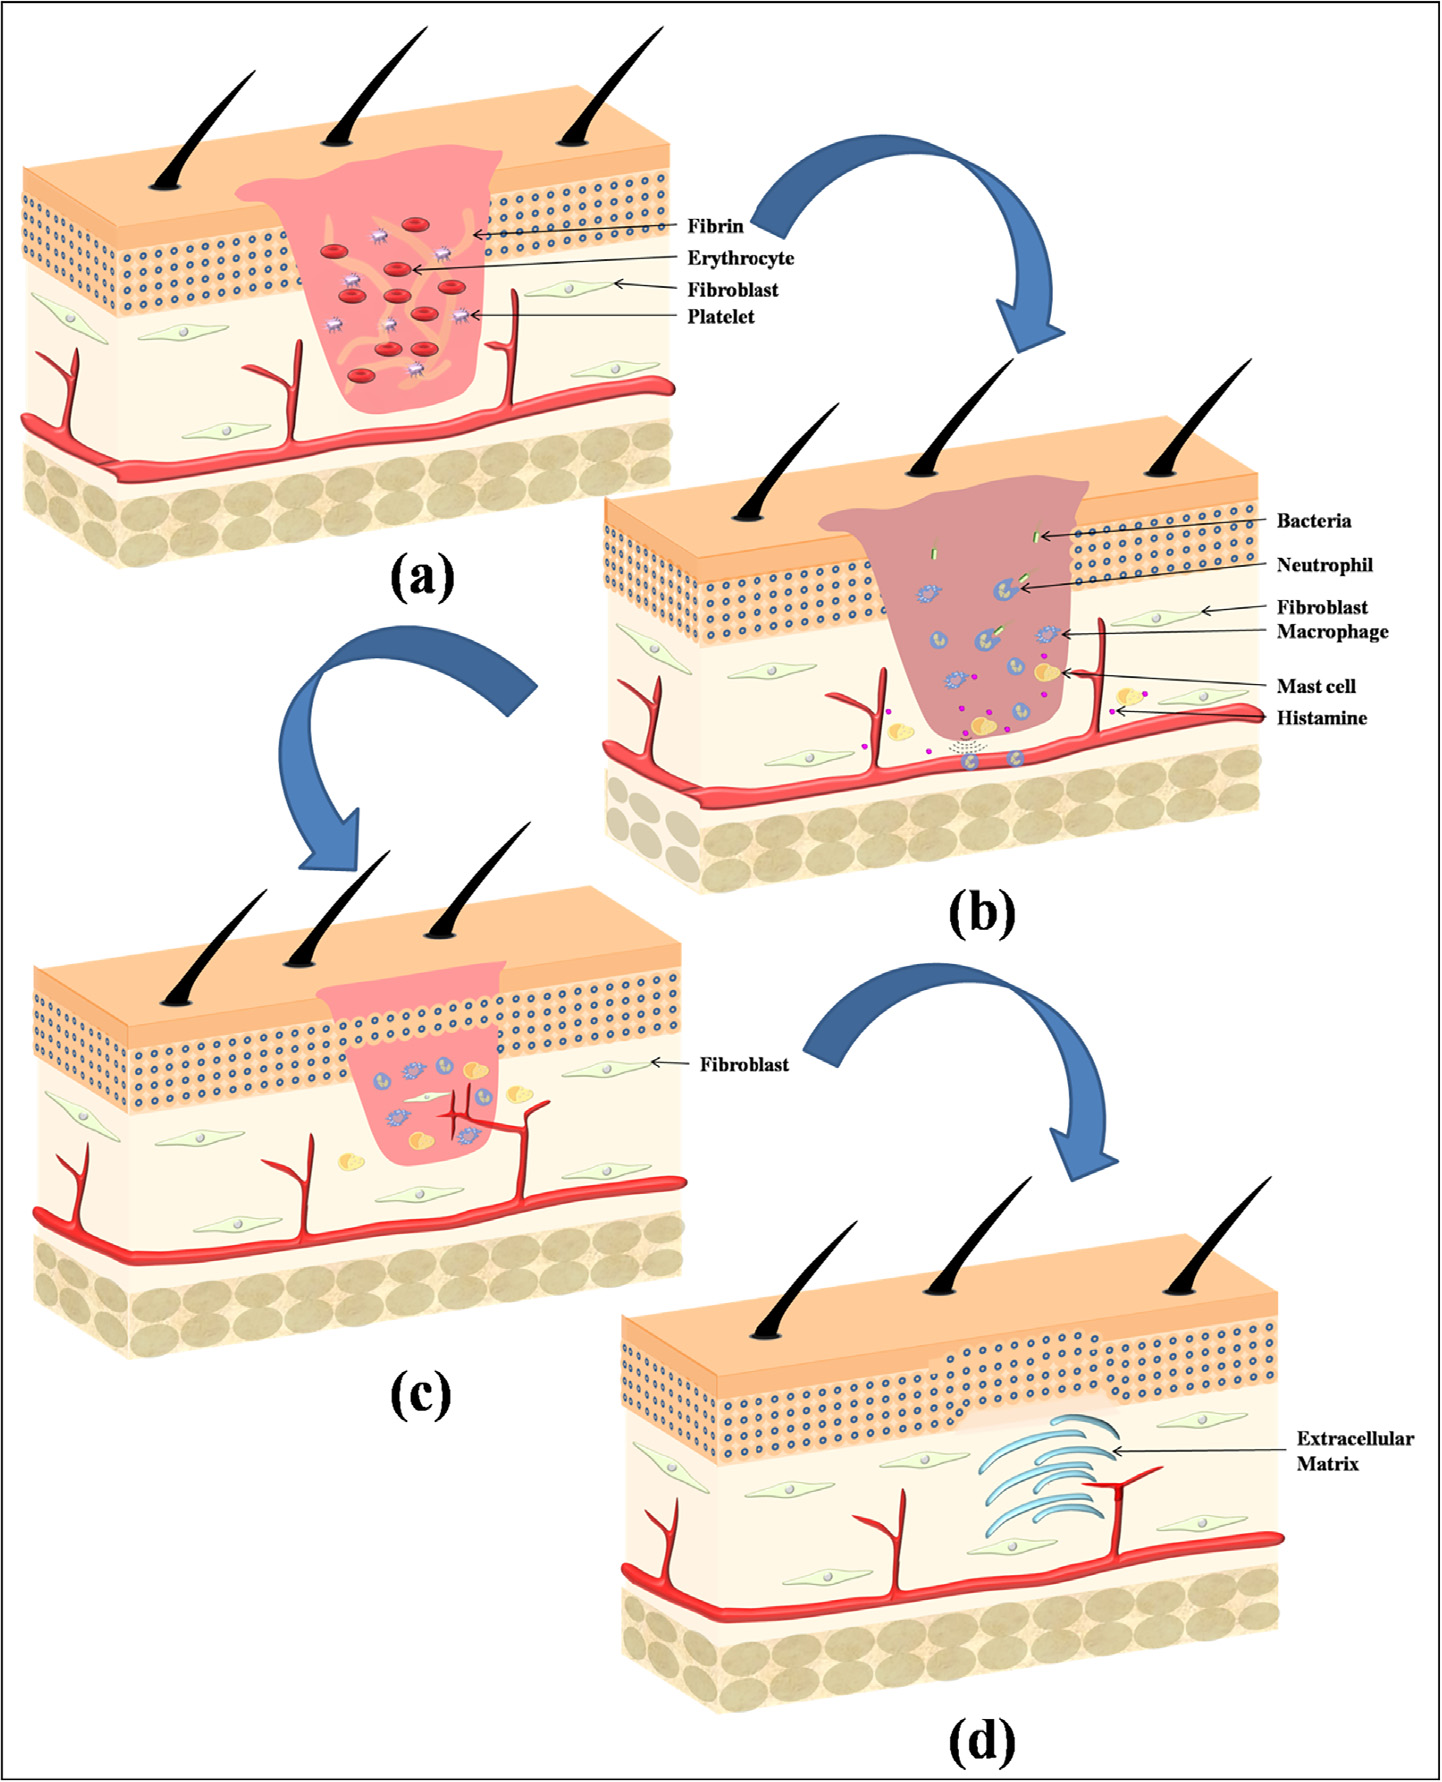 Fibrin
Erythrocyte
Fibroblast
Platelet
(a)
Bacteria
Neutrophil
Fibroblast
Macrophage
Mast cell
Histamine
(b)
Fibroblast
(c)
Extracellular
Matrix
(d)